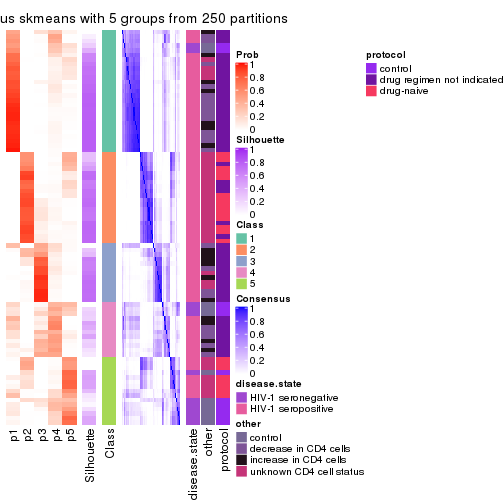 us skmeans with 5 groups from 250 partitions
Prob
1
0.8
0.6
0.4
0.2
0
Silhouette
1
0.8
0.6
0.4
0.2
0
Class
1
2
3
4
5
Consensus
1
0.8
0.6
0.4
0.2
0
disease.state
HIV-1 seronegative
HIV-1 seropositive
other
control
decrease in CD4 cells
increase in CD4 cells
unknown CD4 cell status
protocol
control
drug regimen not indicated
drug-naive
p1
p2
p3
p4
p5
Silhouette
Class
disease.state
other
protocol